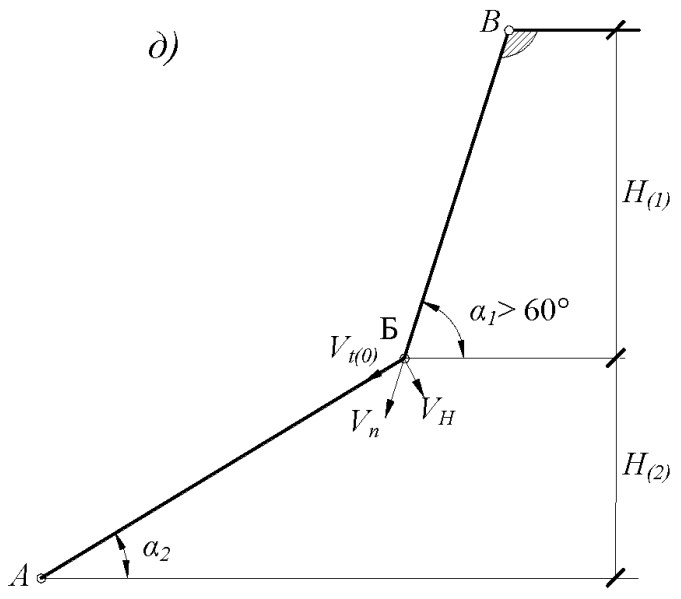 д)
В
H(1)
α1> 60°
Б
Vt(0)
Vn
VH
H(2)
α2
А